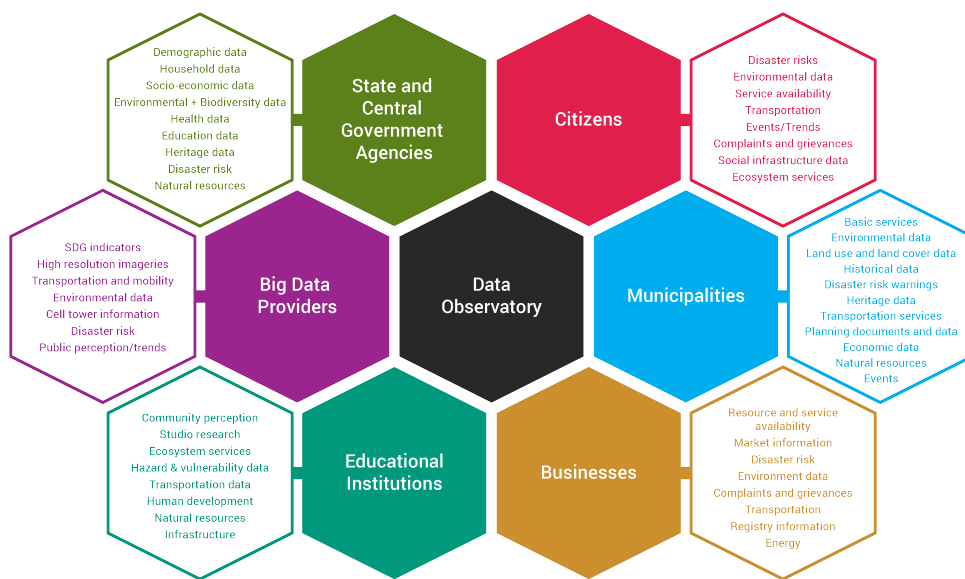 Demographic data
Household data
Socio-economic data
Environmental + Biodiversity data
Health data
Education data
Heritage data
Disaster risk
Natural resources
State and
Central
Government
Agencies
Citizens
Disaster risks
Environmental data
Service availability
Transportation
Events/Trends
Complaints and grievances
Social infrastructure data
Ecosystem services
SDG indicators
High resolution imageries
Transportation and mobility
Environmental data
Cell tower information
Disaster risk
Public perception/trends
Big Data
Providers
Data
Observatory
Municipalities
Basic services
Environmental data
Land use and land cover data
Historical data
Disaster risk warnings
Heritage data
Transportation services
Planning documents and data
Economic data
Natural resources
Events
Community perception
Studio research
Ecosystem services
Hazard & vulnerability data
Transportation data
Human development
Natural resources
Infrastructure
Educational
Institutions
Businesses
Resource and service
availability
Market information
Disaster risk
Environment data
Complaints and grievances
Transportation
Registry information
Energy